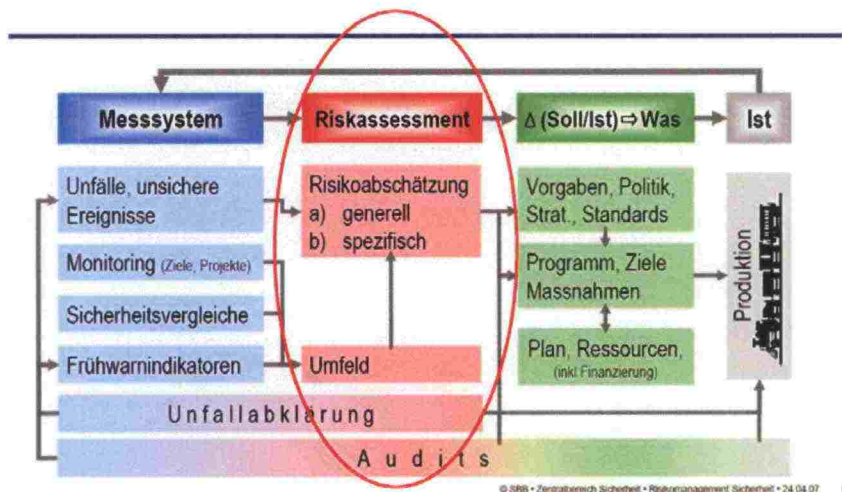 Messsystem
Riskassessment
Δ (Soll/Ist) ⇨ Was
Ist
Unfälle, unsichere
Ereignisse
Monitoring (Ziele, Projekte)
Sicherheitsvergleiche
Frühwarnindikatoren
Risikoabschätzung
a) generell
b) spezifisch
Umfeld
Vorgaben, Politik,
Strat., Standards
Programm, Ziele
Massnahmen
Plan, Ressourcen,
(inkl Finanzierung)
Produktion
Unfallabklärung
Audits
© SBB • Zentralbereich Sicherheit • Riskomanagement Sicherheit • 24.04.07